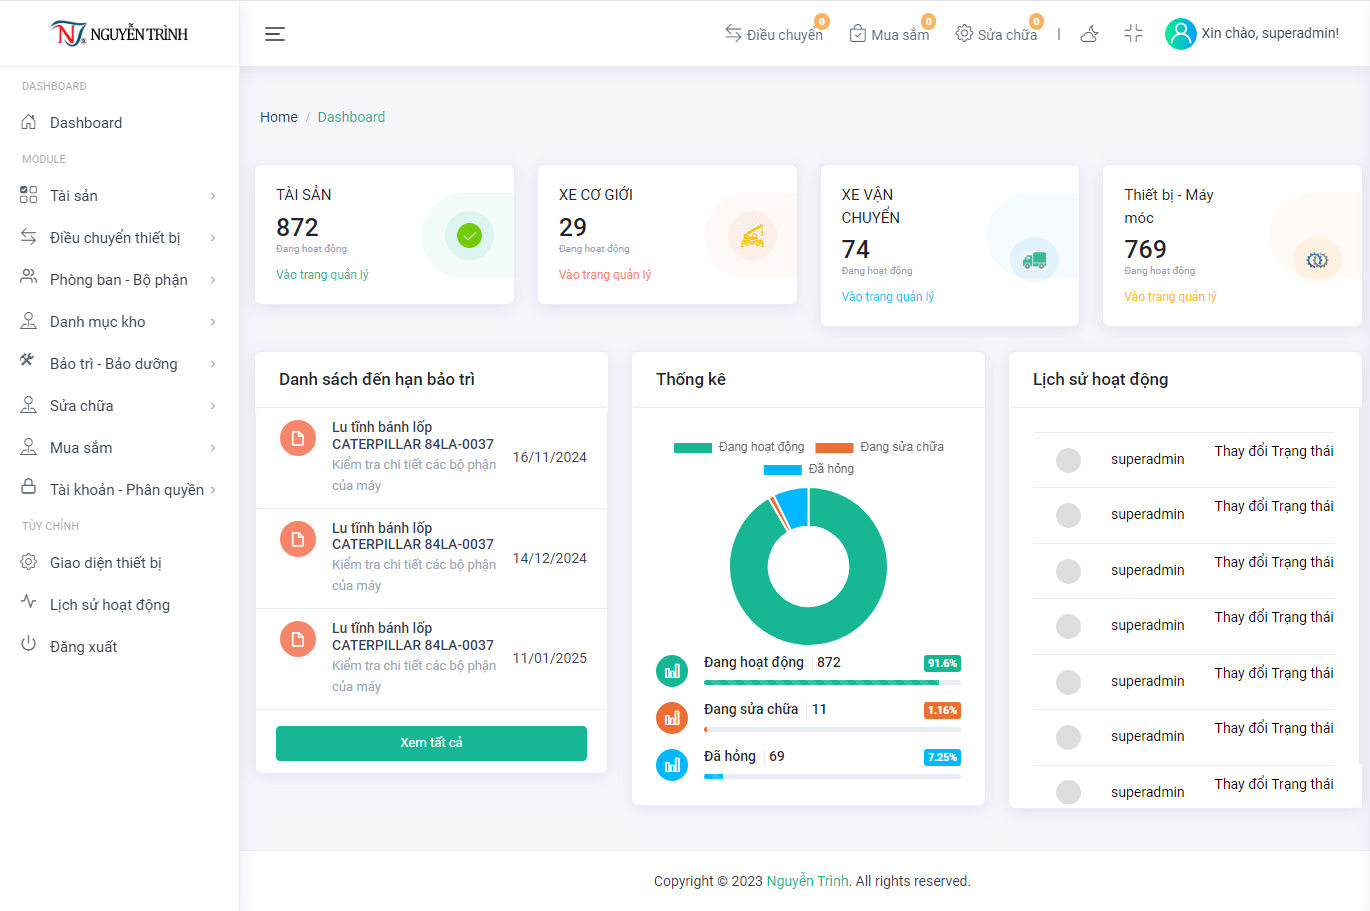 NT NGUYỄN TRÌNH
Điều chuyển 0
Mua sắm 0
Sửa chữa 0
Xin chào, superadmin!
DASHBOARD
Dashboard
MODULE
Tài sản
Điều chuyển thiết bị
Phòng ban - Bộ phận
Danh mục kho
Bảo trì - Bảo dưỡng
Sửa chữa
Mua sắm
Tài khoản - Phân quyền
TÙY CHỈNH
Giao diện thiết bị
Lịch sử hoạt động
Đăng xuất
Home / Dashboard
TÀI SẢN
872
Đang hoạt động
Vào trang quản lý
XE CƠ GIỚI
29
Đang hoạt động
Vào trang quản lý
XE VẬN
CHUYỂN
74
Đang hoạt động
Vào trang quản lý
Thiết bị - Máy
móc
769
Đang hoạt động
Vào trang quản lý
Danh sách đến hạn bảo trì
Lu tĩnh bánh lốp
CATERPILLAR 84LA-0037
Kiểm tra chi tiết các bộ phận
của máy
16/11/2024
Lu tĩnh bánh lốp
CATERPILLAR 84LA-0037
Kiểm tra chi tiết các bộ phận
của máy
14/12/2024
Lu tĩnh bánh lốp
CATERPILLAR 84LA-0037
Kiểm tra chi tiết các bộ phận
của máy
11/01/2025
Xem tất cả
Thống kê
Đang hoạt động
Đang sửa chữa
Đã hỏng
Đang hoạt động 872 91.6%
Đang sửa chữa 11 1.16%
Đã hỏng 69 7.25%
Lịch sử hoạt động
superadmin Thay đổi Trạng thái
superadmin Thay đổi Trạng thái
superadmin Thay đổi Trạng thái
superadmin Thay đổi Trạng thái
superadmin Thay đổi Trạng thái
superadmin Thay đổi Trạng thái
superadmin Thay đổi Trạng thái
Copyright © 2023 Nguyễn Trình. All rights reserved.